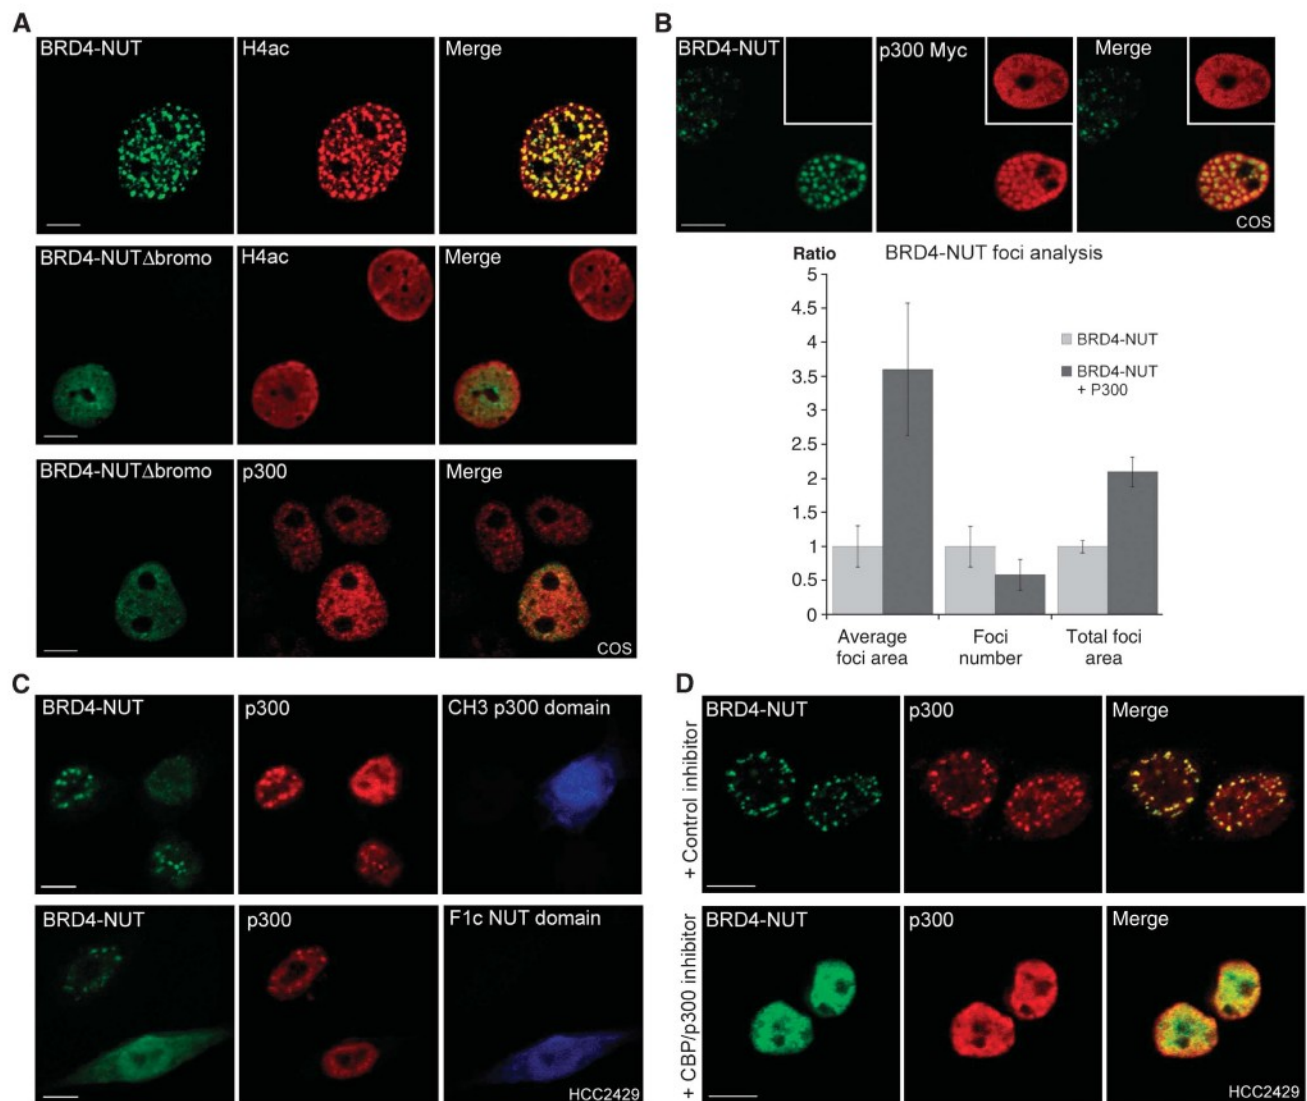 A
BRD4-NUT H4ac Merge
BRD4-NUTΔbromo H4ac Merge
BRD4-NUTΔbromo p300 Merge
COS
B
BRD4-NUT p300 Myc Merge
COS
Ratio BRD4-NUT foci analysis
5
4.5
4
3.5
3
2.5
2
1.5
1
0.5
0
BRD4-NUT
BRD4-NUT
+ P300
Average
foci area
Foci
number
Total foci
area
C
BRD4-NUT p300 CH3 p300 domain
BRD4-NUT p300 F1c NUT domain
HCC2429
D
+ Control inhibitor
BRD4-NUT p300 Merge
+ CBP/p300 inhibitor
BRD4-NUT p300 Merge
HCC2429